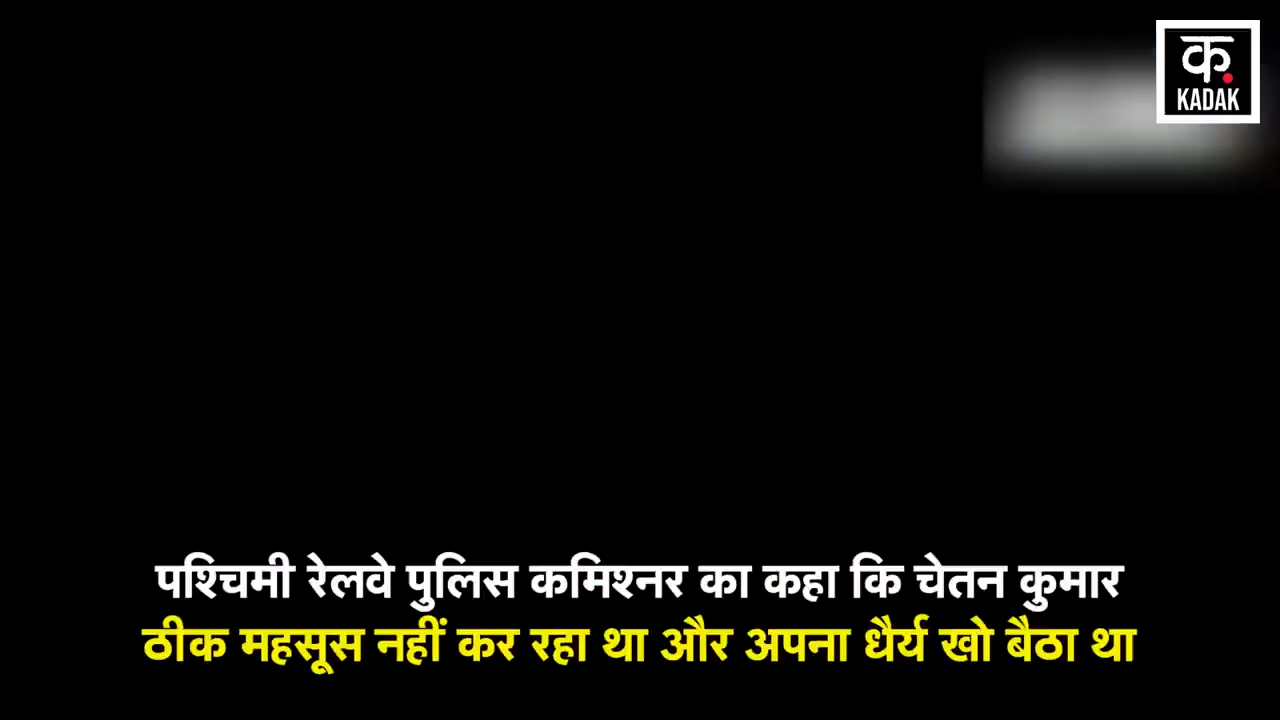 क.
KADAK
पश्चिमी रेलवे पुलिस कमिश्नर का कहा कि चेतन कुमार
ठीक महसूस नहीं कर रहा था और अपना धैर्य खो बैठा था